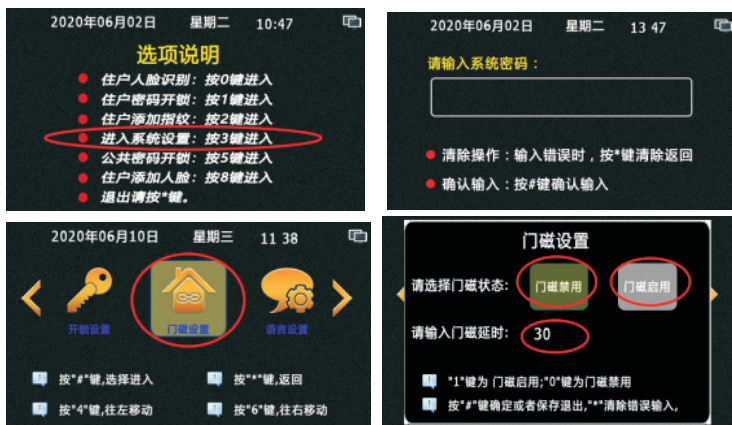 2020年06月02日 星期二 10:47
选项说明
住户人脸识别：按0键进入
住户密码开锁：按1键进入
住户添加指纹：按2键进入
进入系统设置：按3键进入
公共密码开锁：按5键进入
住户添加人脸：按8键进入
退出请按*键。
2020年06月02日 星期二 13 47
请输入系统密码：
清除操作：输入错误时，按*键清除返回
确认输入：按#键确认输入
2020年06月10日 星期三 11 38
开锁设置 门磁设置 语言设置
按"#"键,选择进入 按"*"键,返回
按"4"键,往左移动 按"6"键,往右移动
门磁设置
请选择门磁状态: 门磁禁用 门磁启用
请输入门磁延时: 30
"1"键为 门磁启用;"0"键为门磁禁用
按"#"键确定或者保存退出,"*"清除错误输入,